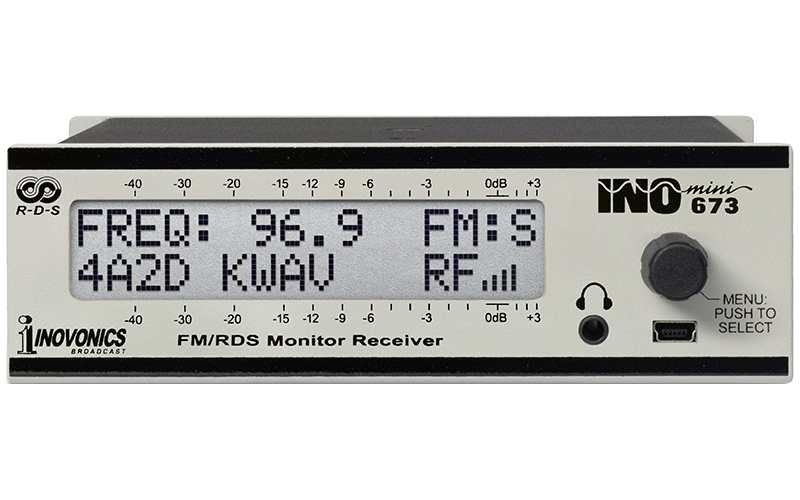 R-D-S
-40 -30 -20 -15 -12 -9 -6 -3 0dB +3
INO mini 673
FREQ: 96.9 FM:S
4A2D KWAV RF
-40 -30 -20 -15 -12 -9 -6 -3 0dB +3
MENU:
PUSH TO
SELECT
iNOVONICS
BROADCAST
FM/RDS Monitor Receiver